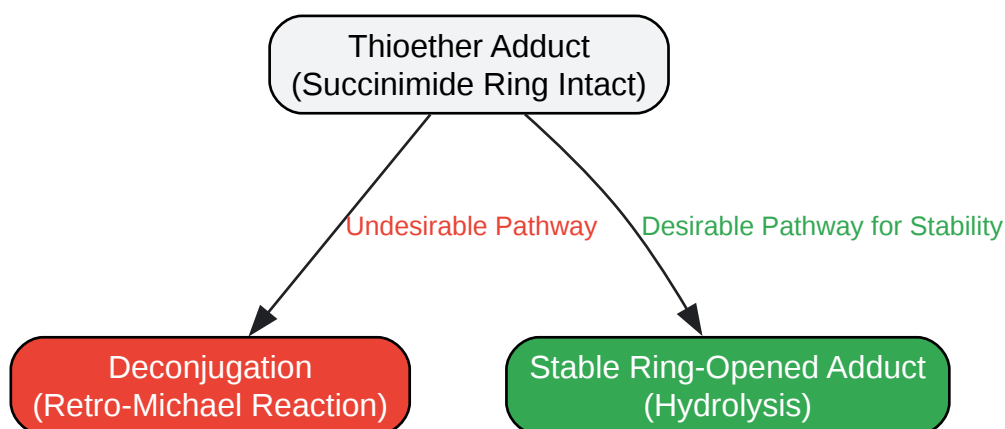 Thioether Adduct
(Succinimide Ring Intact)
Undesirable Pathway
Desirable Pathway for Stability
Deconjugation
(Retro-Michael Reaction)
Stable Ring-Opened Adduct
(Hydrolysis)